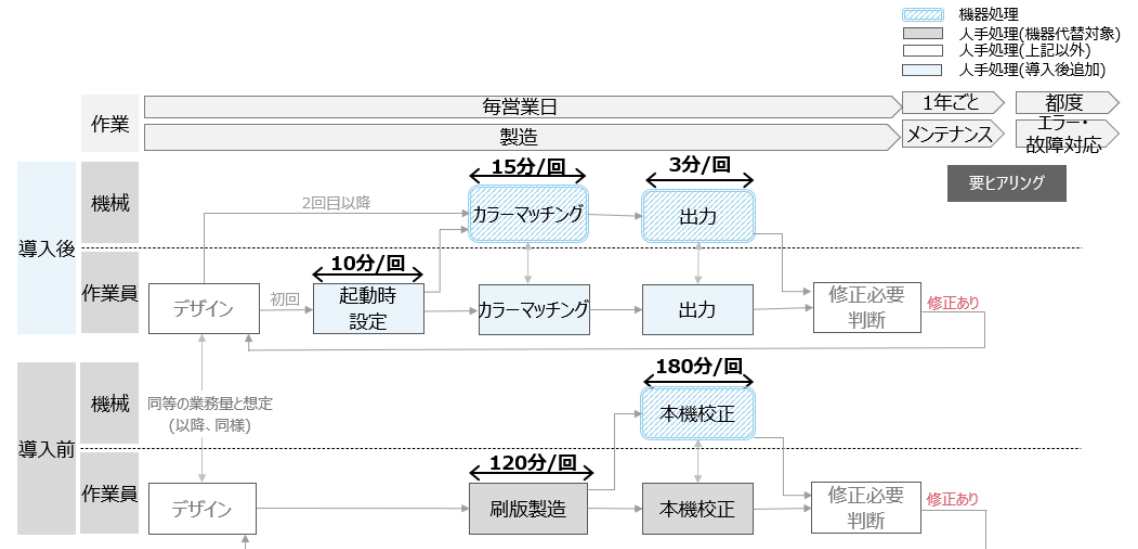 機器処理
人手処理(機器代替対象)
人手処理(上記以外)
人手処理(導入後追加)
作業
毎営業日
1年ごと
都度
製造
メンテナンス
エラー・
故障対応
要ヒアリング
導入後
機械
15分/回
3分/回
2回目以降
カラーマッチング
出力
作業員
10分/回
デザイン
初回
起動時
設定
カラーマッチング
出力
修正必要
判断
修正あり
導入前
機械
同等の業務量と想定
(以降、同様)
180分/回
本機校正
作業員
120分/回
デザイン
刷版製造
本機校正
修正必要
判断
修正あり